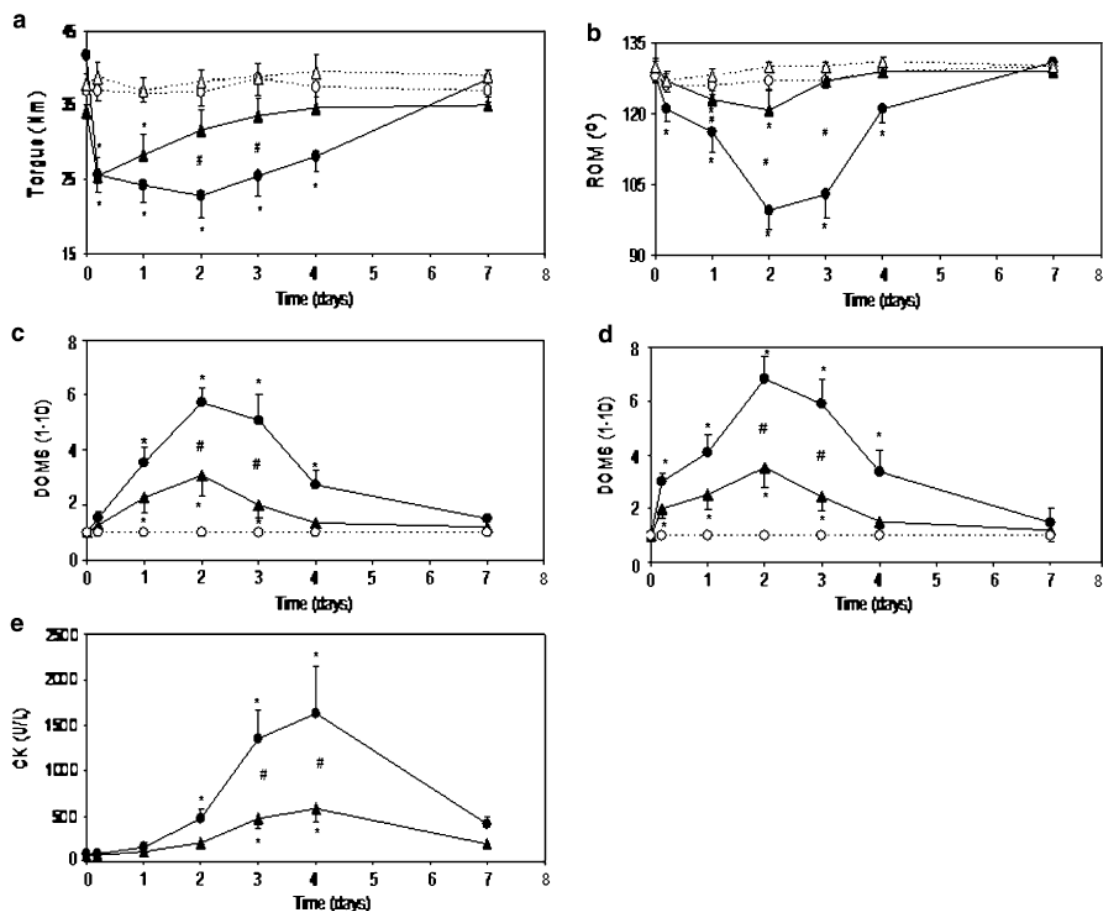 a
45
35
25
15
Torque (Nm)
0 1 2 3 4 5 6 7 8
Time (days)
* * * * # * # * *
b
135
120
105
90
ROM (º)
0 1 2 3 4 5 6 7 8
Time (days)
* * # * * # * # * *
c
8
6
4
2
0
DOMS (1-10)
0 1 2 3 4 5 6 7 8
Time (days)
* * * * # # * * *
d
8
6
4
2
0
DOMS (1-10)
0 1 2 3 4 5 6 7 8
Time (days)
* * * * * # # * * * *
e
2500
2000
1500
1000
500
0
CK (U/L)
0 1 2 3 4 5 6 7 8
Time (days)
* * * # # * *